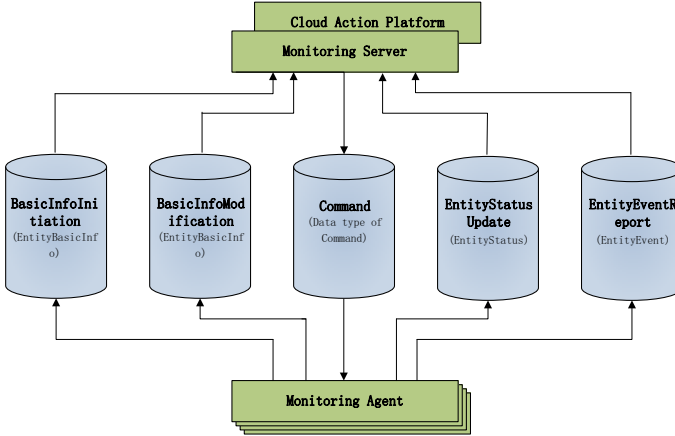 Cloud Action Platform
Monitoring Server
BasicInfoIni
tiation
(EntityBasicInf
o)
BasicInfoMod
ification
(EntityBasicInf
o)
Command
(Data type of
Command)
EntityStatus
Update
(EntityStatus)
EntityEventR
eport
(EntityEvent)
Monitoring Agent